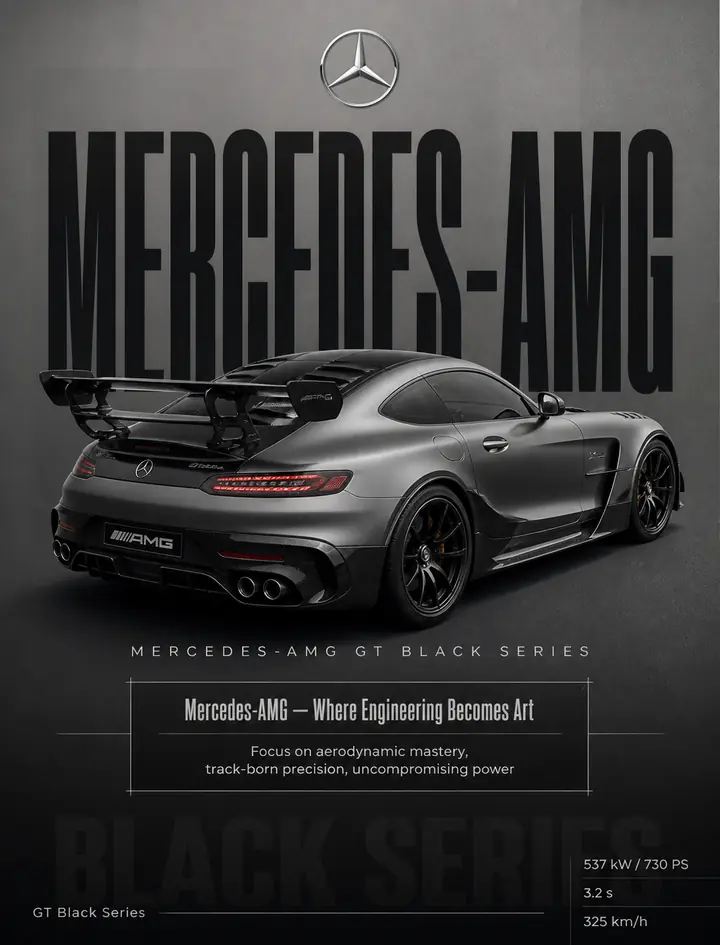 MERCEDES-AMG
AMG
AMG
MERCEDES-AMG GT BLACK SERIES
Mercedes-AMG — Where Engineering Becomes Art
Focus on aerodynamic mastery,
track-born precision, uncompromising power
BLACK SERIES
537 kW / 730 PS
3.2 s
325 km/h
GT Black Series